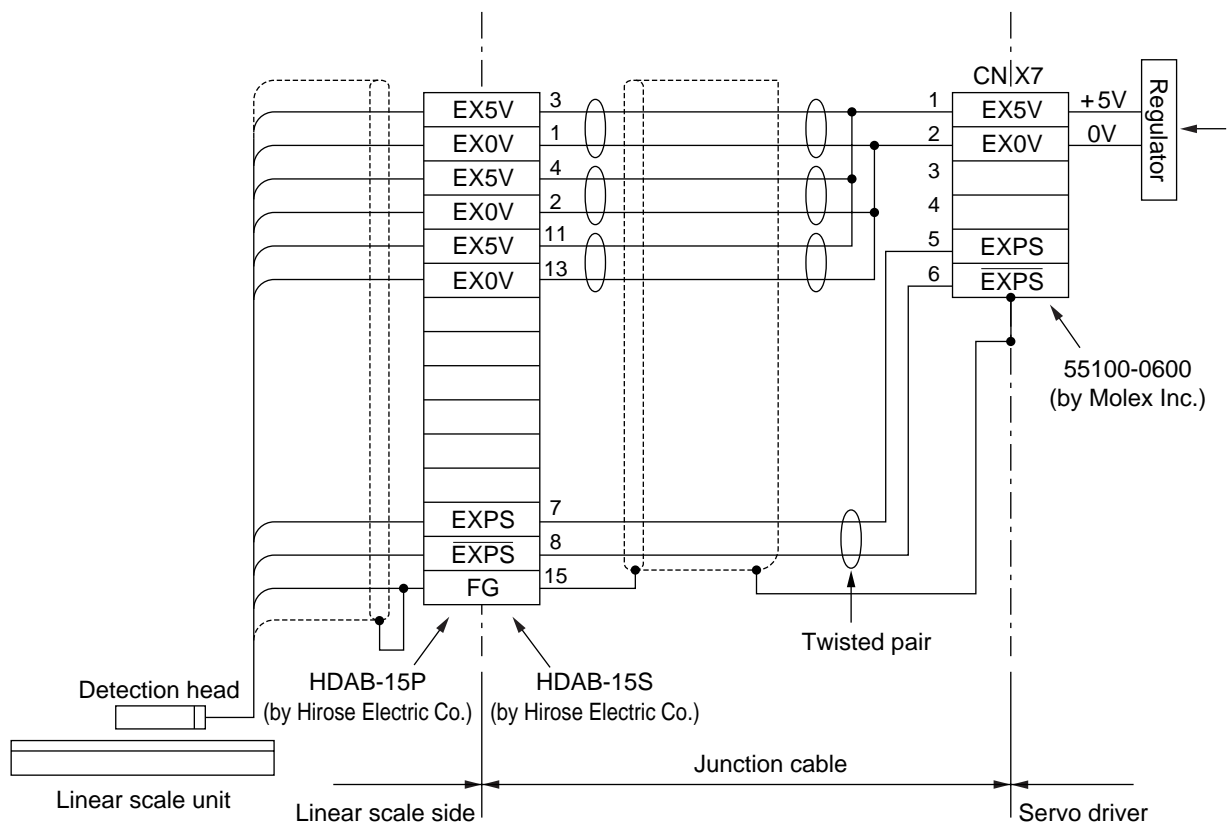 CN X7
EX5V 3
EX0V 1
EX5V 4
EX0V 2
EX5V 11
EX0V 13
EXPS 7
E̅X̅P̅S̅ 8
FG 15
1 EX5V +5V
2 EX0V 0V
3
4
5 EXPS
6 E̅X̅P̅S̅
Regulator
55100-0600
(by Molex Inc.)
Twisted pair
HDAB-15P
(by Hirose Electric Co.)
HDAB-15S
(by Hirose Electric Co.)
Detection head
Linear scale unit
Linear scale side
Junction cable
Servo driver